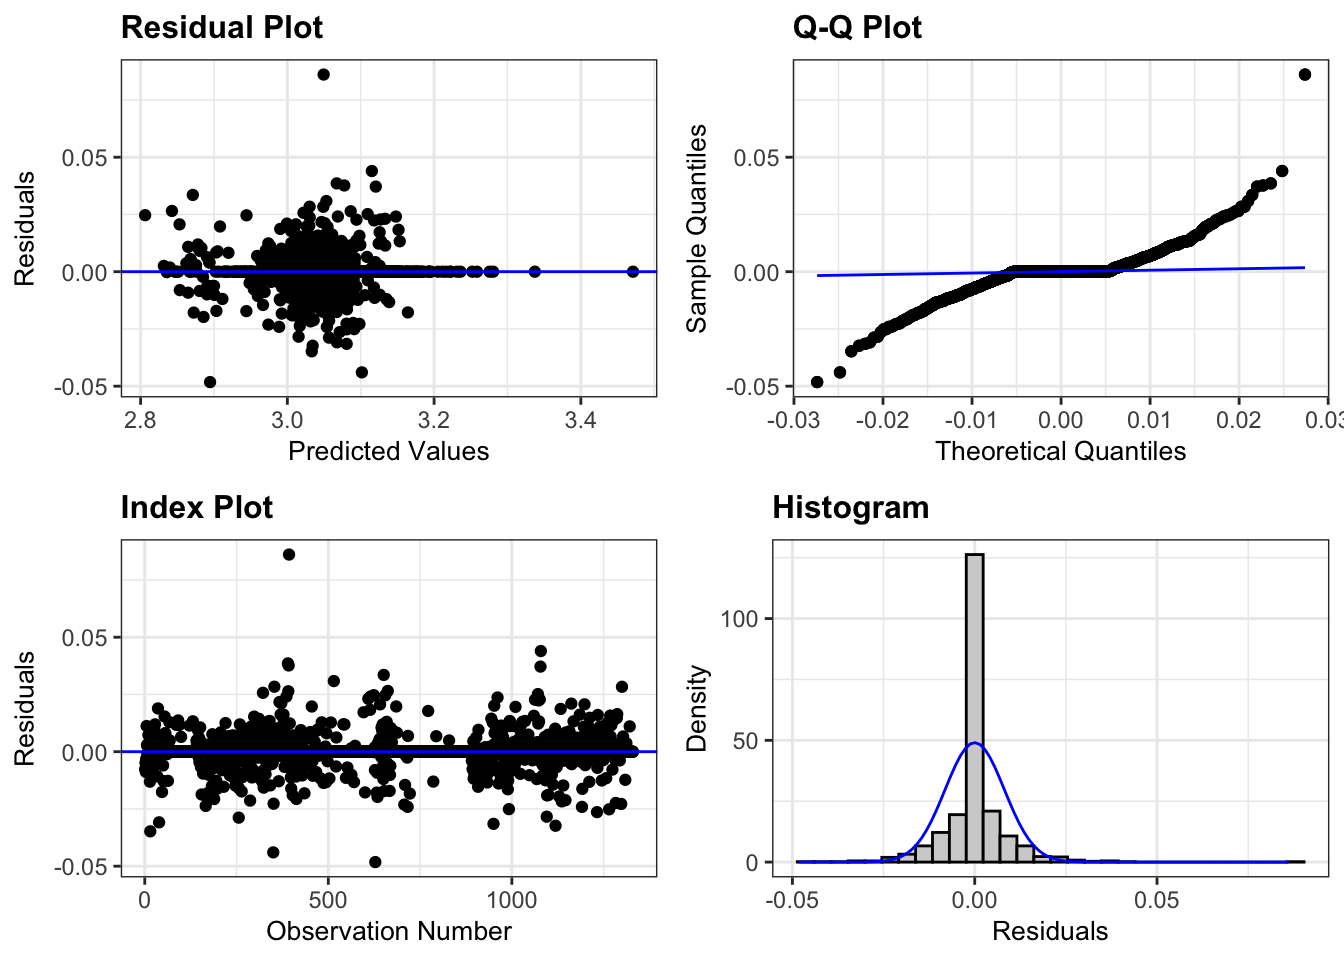 Residual Plot
Residuals
0.05
0.00
-0.05
2.8 3.0 3.2 3.4
Predicted Values
Q-Q Plot
Sample Quantiles
0.05
0.00
-0.05
-0.03 -0.02 -0.01 0.00 0.01 0.02 0.03
Theoretical Quantiles
Index Plot
Residuals
0.05
0.00
-0.05
0 500 1000
Observation Number
Histogram
Density
100
50
0
-0.05 0.00 0.05
Residuals